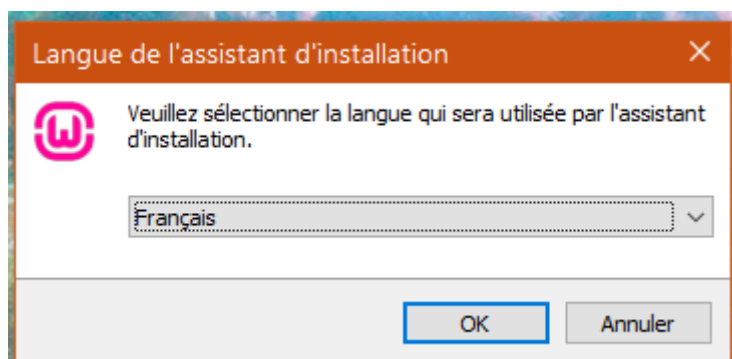 Langue de l'assistant d'installation
Veuillez sélectionner la langue qui sera utilisée par l'assistant
d'installation.
Français
OK Annuler